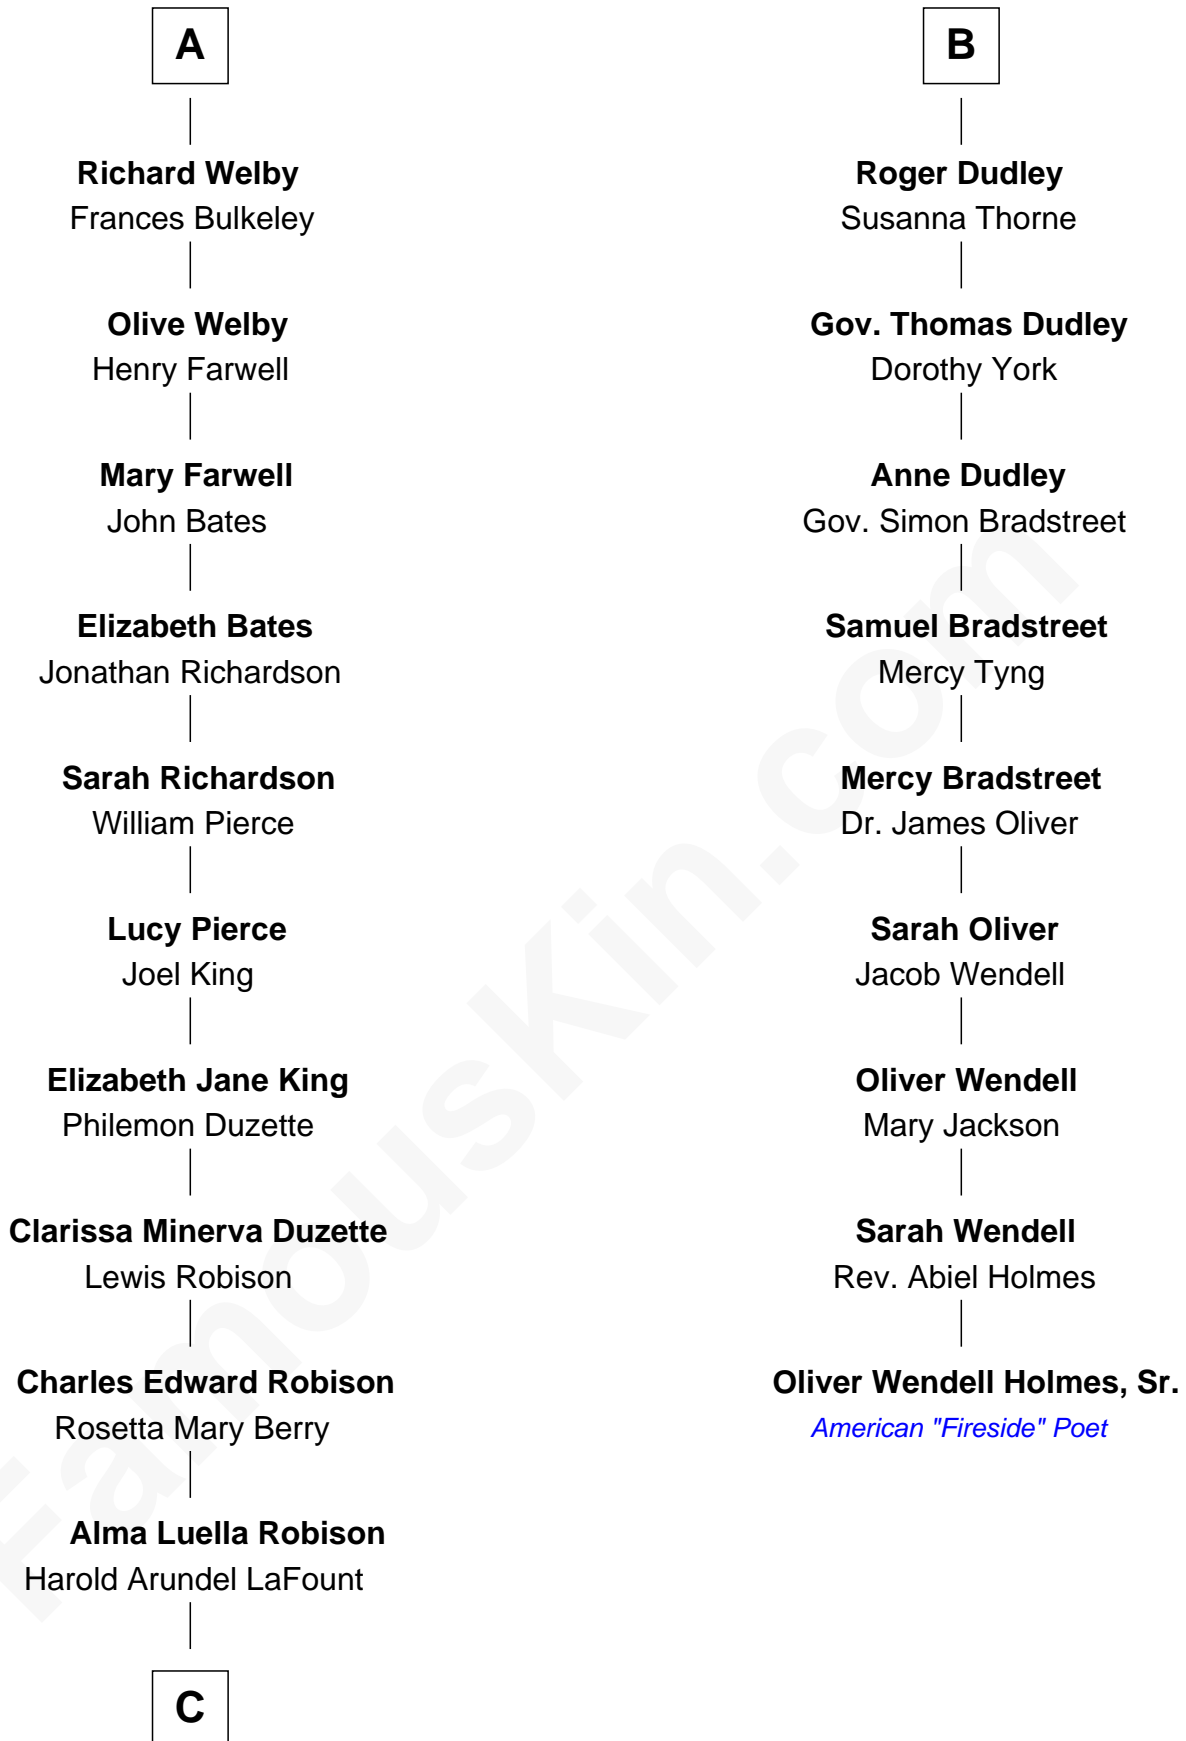 A
Richard Welby
Frances Bulkeley
Olive Welby
Henry Farwell
Mary Farwell
John Bates
Elizabeth Bates
Jonathan Richardson
Sarah Richardson
William Pierce
Lucy Pierce
Joel King
Elizabeth Jane King
Philemon Duzette
Clarissa Minerva Duzette
Lewis Robison
Charles Edward Robison
Rosetta Mary Berry
Alma Luella Robison
Harold Arundel LaFount
C
B
Roger Dudley
Susanna Thorne
Gov. Thomas Dudley
Dorothy York
Anne Dudley
Gov. Simon Bradstreet
Samuel Bradstreet
Mercy Tyng
Mercy Bradstreet
Dr. James Oliver
Sarah Oliver
Jacob Wendell
Oliver Wendell
Mary Jackson
Sarah Wendell
Rev. Abiel Holmes
Oliver Wendell Holmes, Sr.
American "Fireside" Poet
FamousKin.com